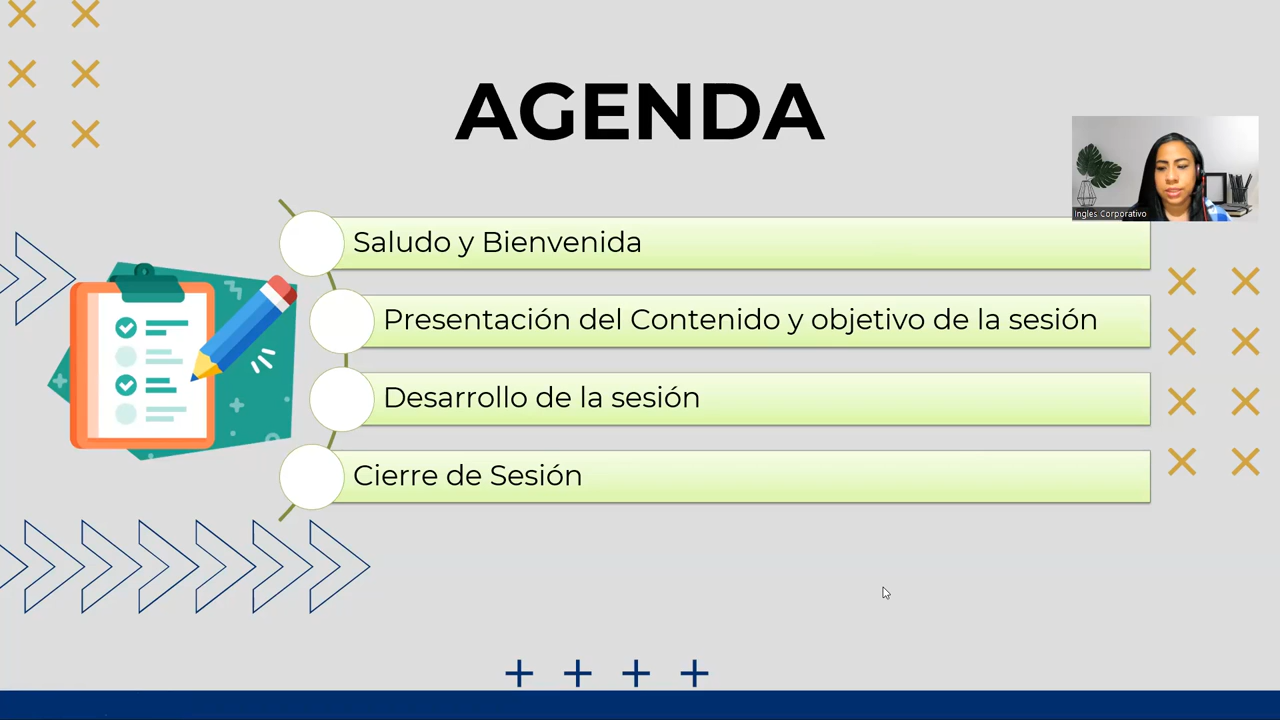 AGENDA
Ingles Corporativo
Saludo y Bienvenida
Presentación del Contenido y objetivo de la sesión
Desarrollo de la sesión
Cierre de Sesión